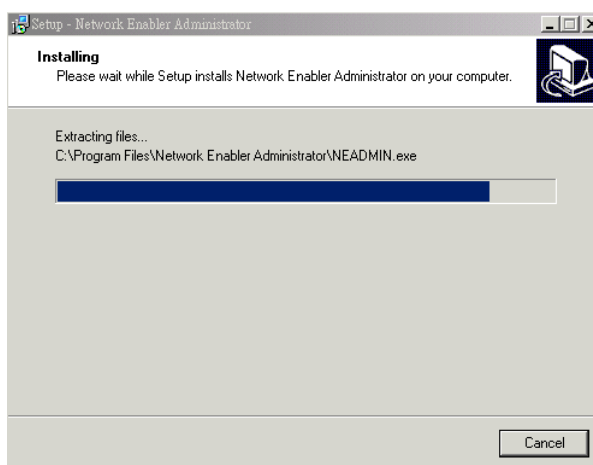 Setup - Network Enabler Administrator
Installing
Please wait while Setup installs Network Enabler Administrator on your computer.
Extracting files...
C:\Program Files\Network Enabler Administrator\NEADMIN.exe
Cancel